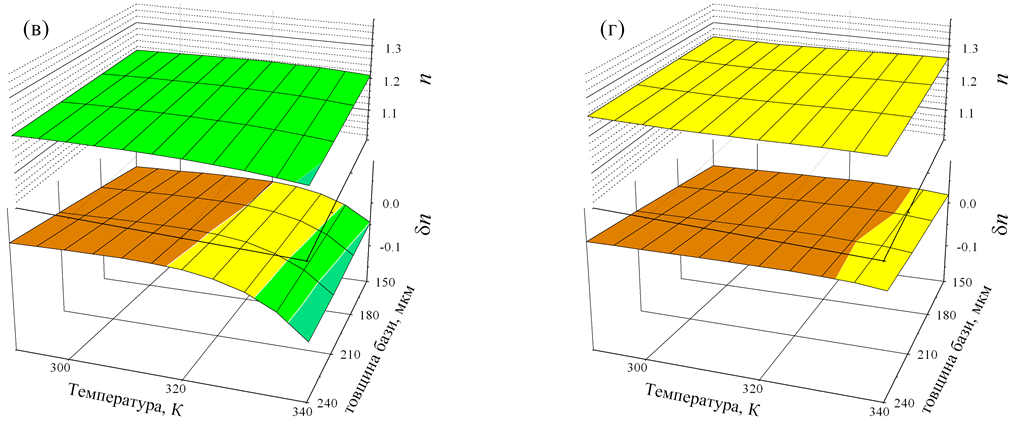 (в)
1.3
1.2
1.1
n
0.0
-0.1
δn
150
180
210
240
товщина бази, мкм
300
320
340
Температура, К
(г)
1.3
1.2
1.1
n
0.0
-0.1
δn
150
180
210
240
товщина бази, мкм
300
320
340
Температура, К